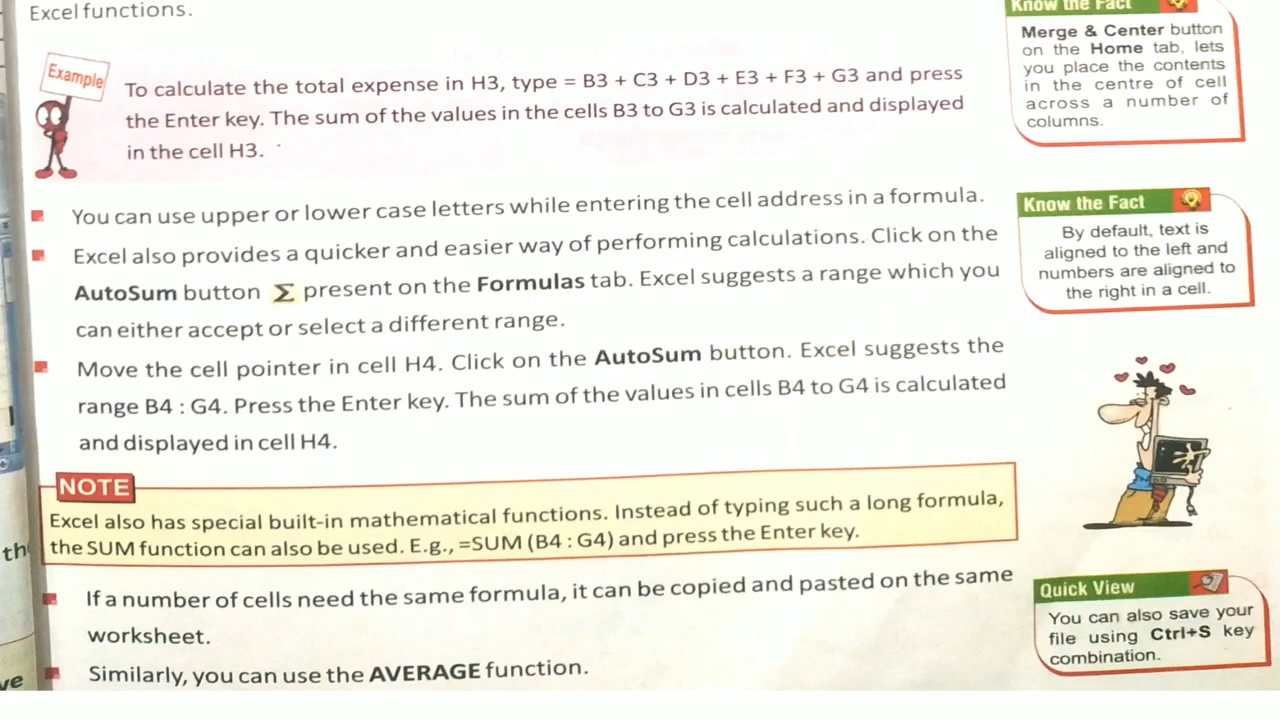 Excel functions.
Example
To calculate the total expense in H3, type = B3 + C3 + D3 + E3 + F3 + G3 and press
the Enter key. The sum of the values in the cells B3 to G3 is calculated and displayed
in the cell H3.
You can use upper or lower case letters while entering the cell address in a formula.
Excel also provides a quicker and easier way of performing calculations. Click on the
AutoSum button Σ present on the Formulas tab. Excel suggests a range which you
can either accept or select a different range.
Move the cell pointer in cell H4. Click on the AutoSum button. Excel suggests the
range B4 : G4. Press the Enter key. The sum of the values in cells B4 to G4 is calculated
and displayed in cell H4.
NOTE
Excel also has special built-in mathematical functions. Instead of typing such a long formula,
the SUM function can also be used. E.g., =SUM (B4 : G4) and press the Enter key.
If a number of cells need the same formula, it can be copied and pasted on the same
worksheet.
Similarly, you can use the AVERAGE function.
Know the Fact
Merge & Center button
on the Home tab, lets
you place the contents
in the centre of cell
across a number of
columns.
Know the Fact
By default, text is
aligned to the left and
numbers are aligned to
the right in a cell.
Quick View
You can also save your
file using Ctrl+S key
combination.